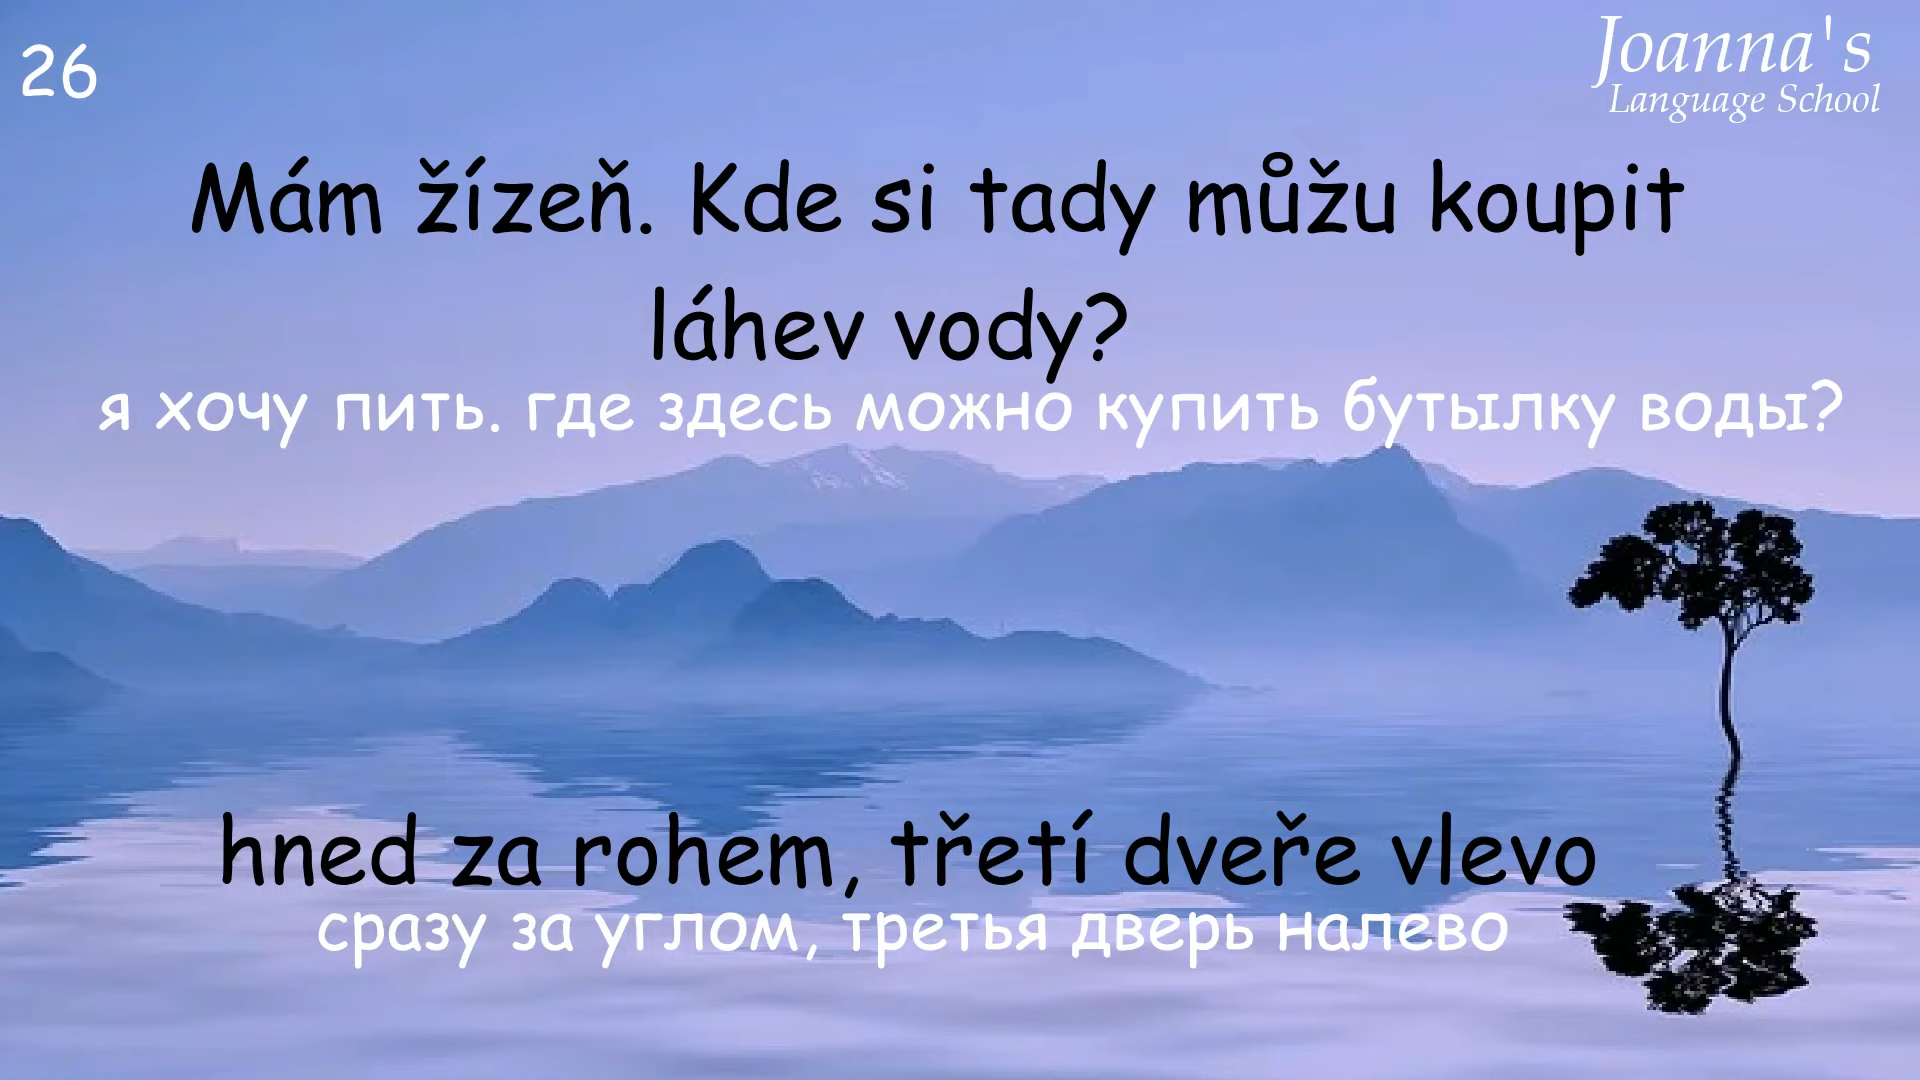 26
Joanna's
Language School
Mám žízeň. Kde si tady můžu koupit
láhev vody?
я хочу пить. где здесь можно купить бутылку воды?
hned za rohem, třetí dveře vlevo
сразу за углом, третья дверь налево